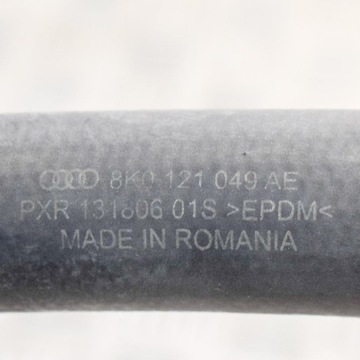 8K0 121 049 AE
PXR 131806 01S >EPDM<
MADE IN ROMANIA